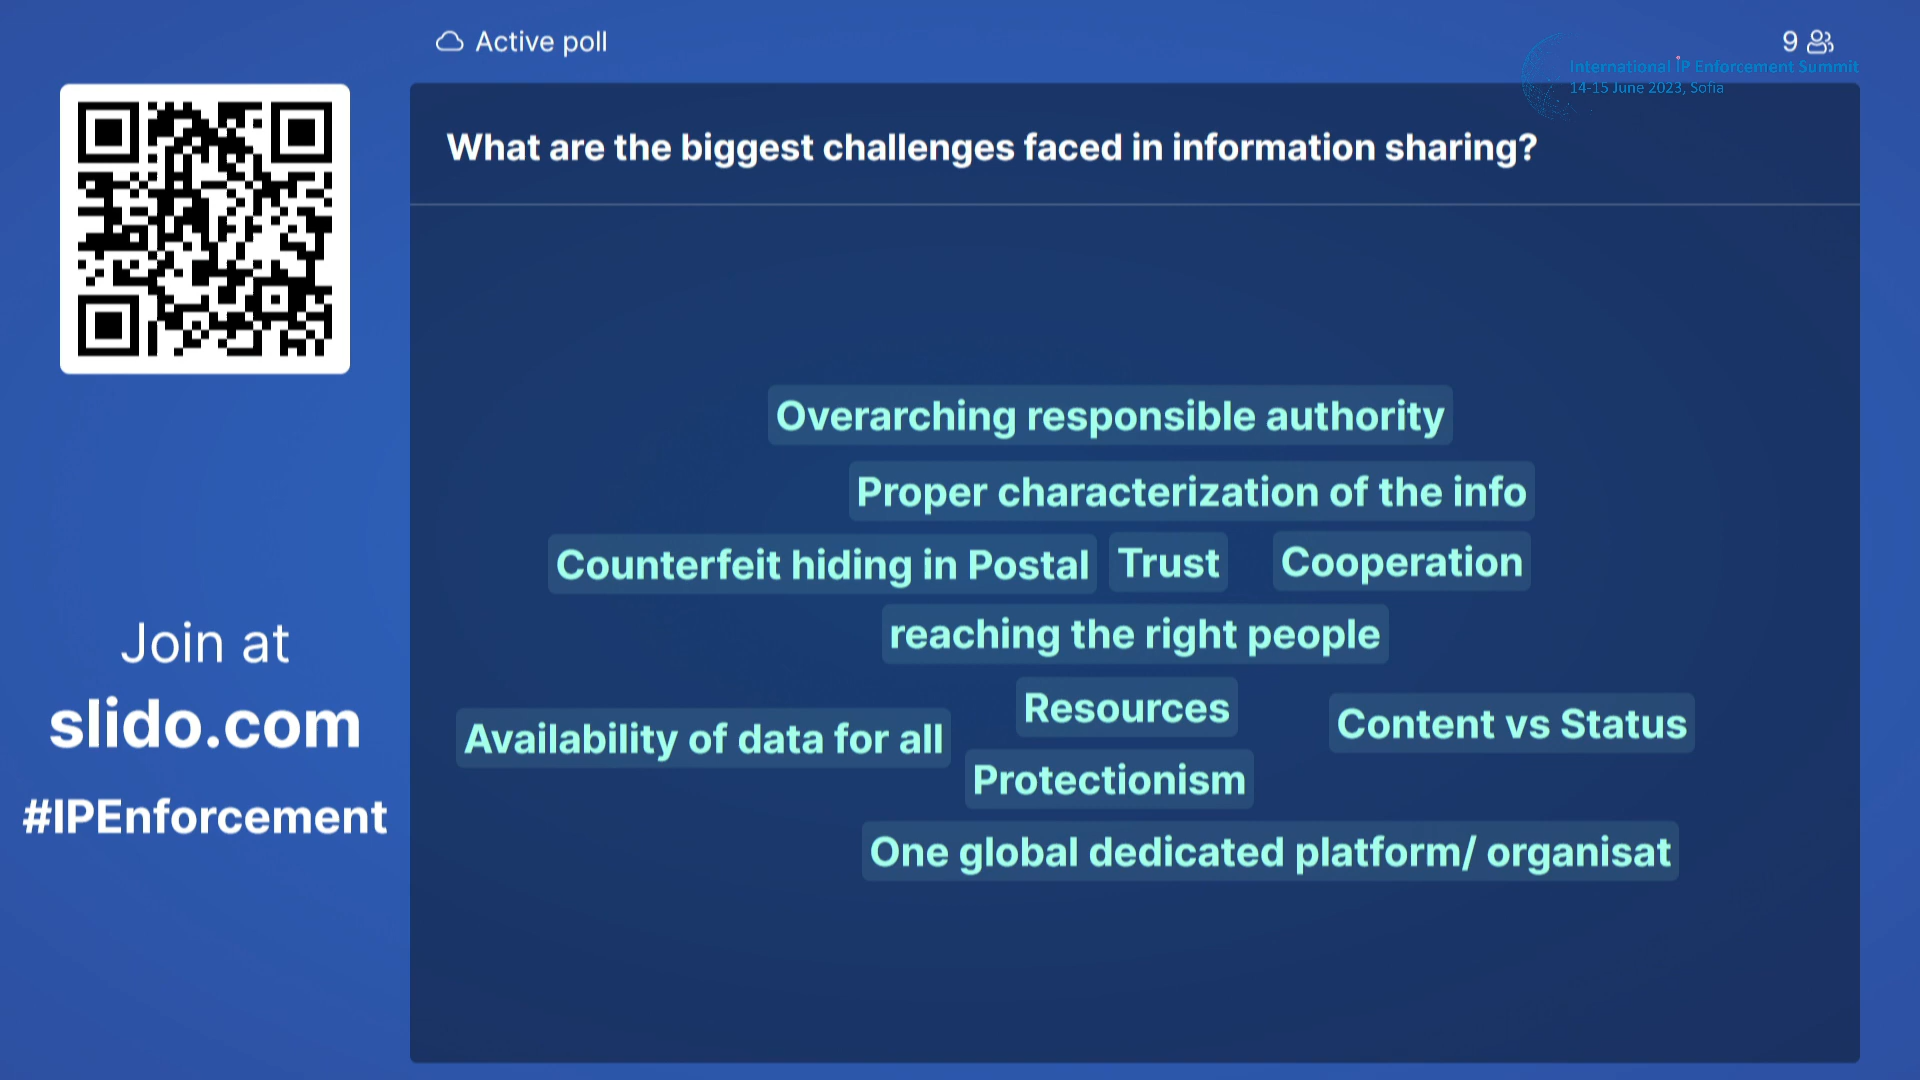 Active poll
9
International iP Enforcement Summit
14-15 June 2023, Sofia
What are the biggest challenges faced in information sharing?
Overarching responsible authority
Proper characterization of the info
Counterfeit hiding in Postal Trust Cooperation
reaching the right people
Resources
Availability of data for all
Content vs Status
Protectionism
One global dedicated platform/ organisat
Join at
slido.com
#IPEnforcement